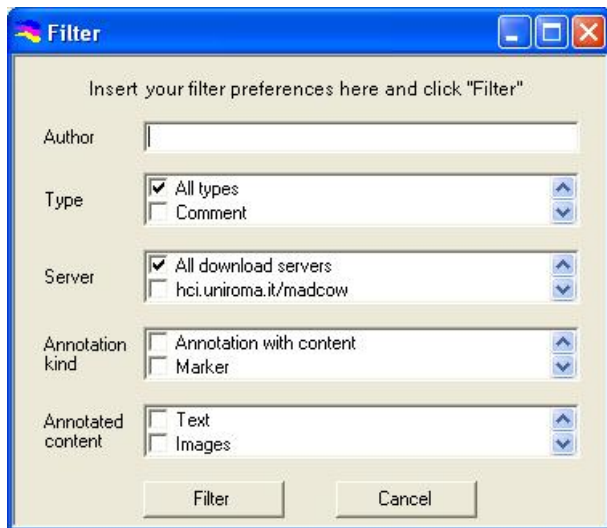 Filter
Insert your filter preferences here and click "Filter"
Author
Type
All types
Comment
Server
All download servers
hci.uniroma.it/madcow
Annotation
kind
Annotation with content
Marker
Annotated
content
Text
Images
Filter
Cancel